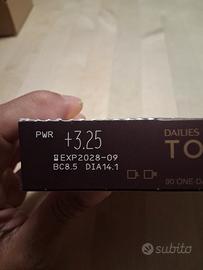 PWR +3.25
EXP2028-09
BC8.5 DIA14.1
DAILIES
TO
90 ONE-D
subito